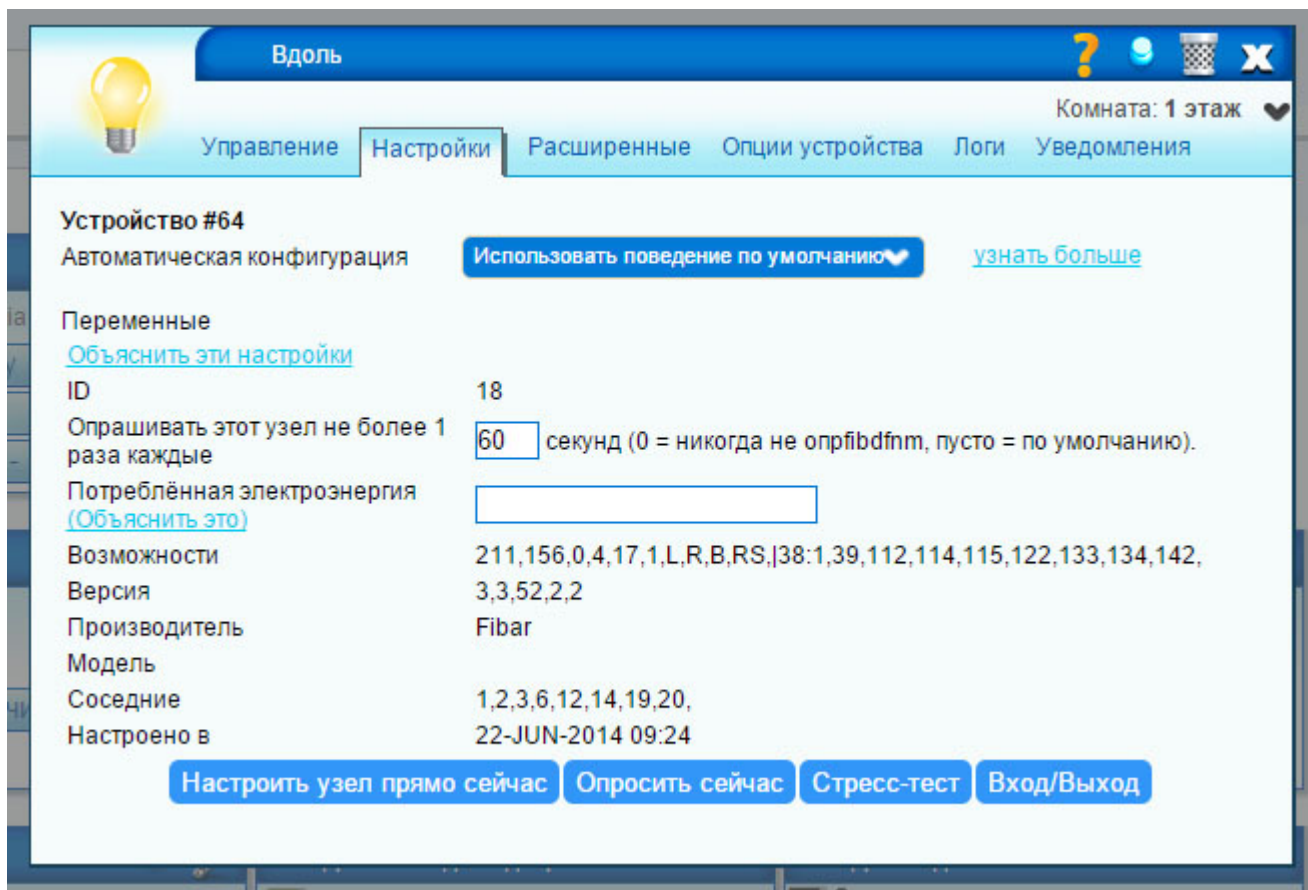 Вдоль
Комната: 1 этаж
Управление Настройки Расширенные Опции устройства Логи Уведомления
Устройство #64
Автоматическая конфигурация Использовать поведение по умолчанию узнать больше
Переменные
Объяснить эти настройки
ID 18
Опрашивать этот узел не более 1
раза каждые 60 секунд (0 = никогда не опрfibdfnm, пусто = по умолчанию).
Потреблённая электроэнергия
(Объяснить это)
Возможности 211,156,0,4,17,1,L,R,B,RS,|38:1,39,112,114,115,122,133,134,142,
Версия 3,3,52,2,2
Производитель Fibar
Модель
Соседние 1,2,3,6,12,14,19,20,
Настроено в 22-JUN-2014 09:24
Настроить узел прямо сейчас Опросить сейчас Стресс-тест Вход/Выход